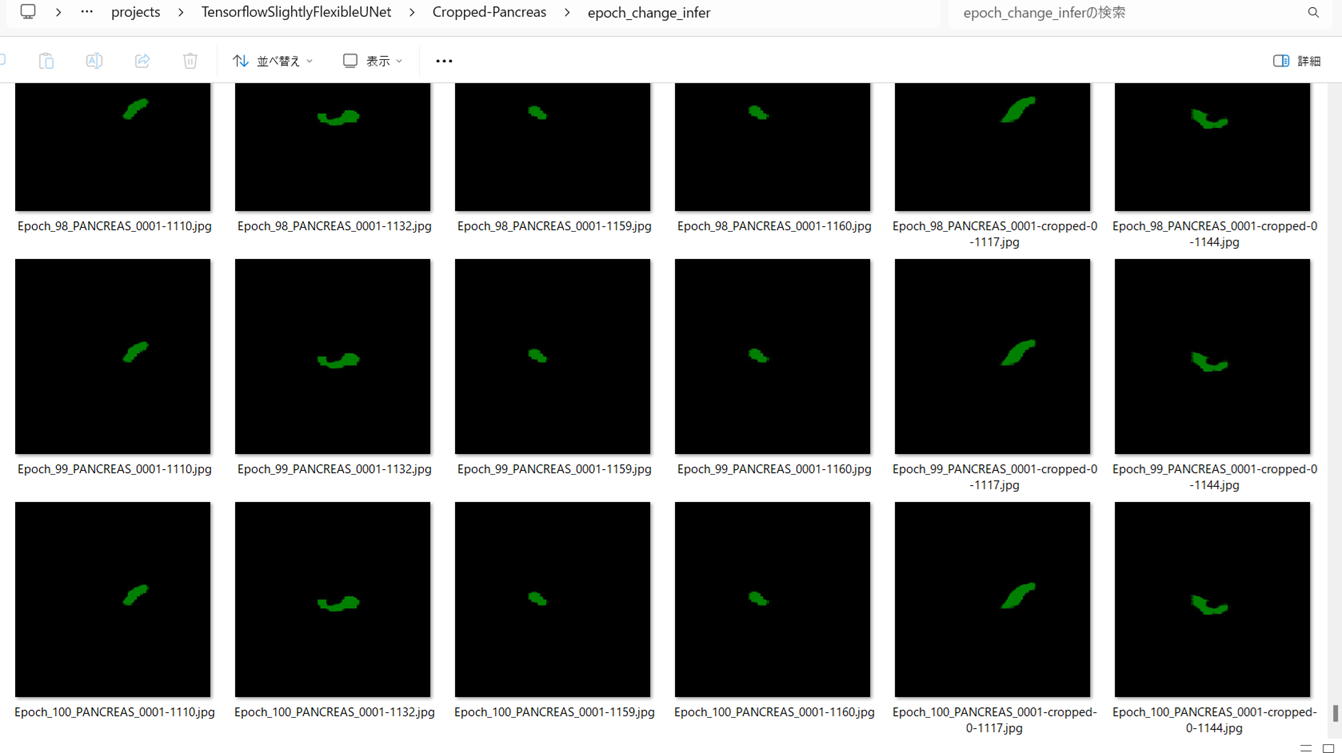 projects > TensorflowSlightlyFlexibleUNet > Cropped-Pancreas > epoch_change_infer
epoch_change_inferの検索
並べ替え
表示
詳細
Epoch_98_PANCREAS_0001-1110.jpg
Epoch_98_PANCREAS_0001-1132.jpg
Epoch_98_PANCREAS_0001-1159.jpg
Epoch_98_PANCREAS_0001-1160.jpg
Epoch_98_PANCREAS_0001-cropped-0
-1117.jpg
Epoch_98_PANCREAS_0001-cropped-0
-1144.jpg
Epoch_99_PANCREAS_0001-1110.jpg
Epoch_99_PANCREAS_0001-1132.jpg
Epoch_99_PANCREAS_0001-1159.jpg
Epoch_99_PANCREAS_0001-1160.jpg
Epoch_99_PANCREAS_0001-cropped-0
-1117.jpg
Epoch_99_PANCREAS_0001-cropped-0
-1144.jpg
Epoch_100_PANCREAS_0001-1110.jpg
Epoch_100_PANCREAS_0001-1132.jpg
Epoch_100_PANCREAS_0001-1159.jpg
Epoch_100_PANCREAS_0001-1160.jpg
Epoch_100_PANCREAS_0001-cropped-
0-1117.jpg
Epoch_100_PANCREAS_0001-cropped-
0-1144.jpg